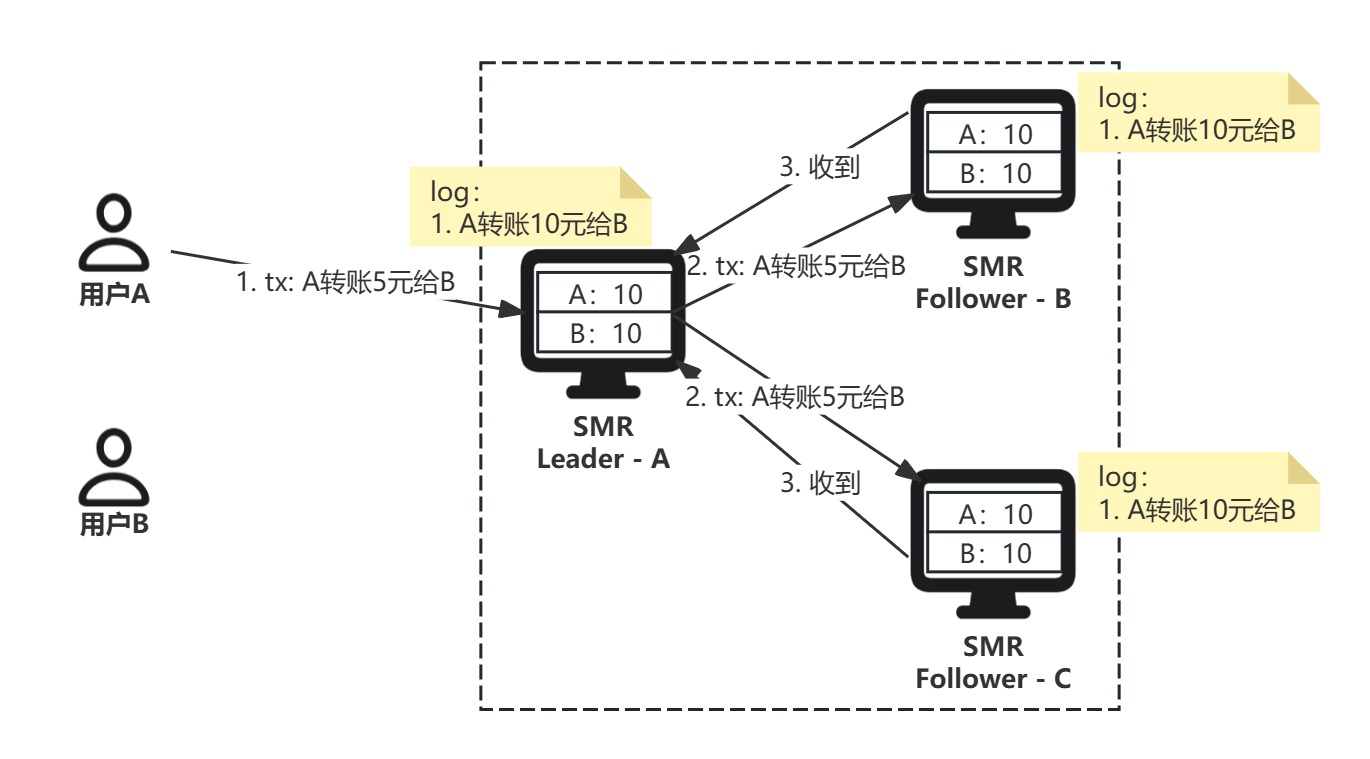 log：
1. A转账10元给B
A：10
B：10
SMR
Follower - B
3. 收到
log：
1. A转账10元给B
用户A
1. tx: A转账5元给B
2. tx: A转账5元给B
A：10
B：10
SMR
Leader - A
2. tx: A转账5元给B
3. 收到
用户B
log：
1. A转账10元给B
A：10
B：10
SMR
Follower - C